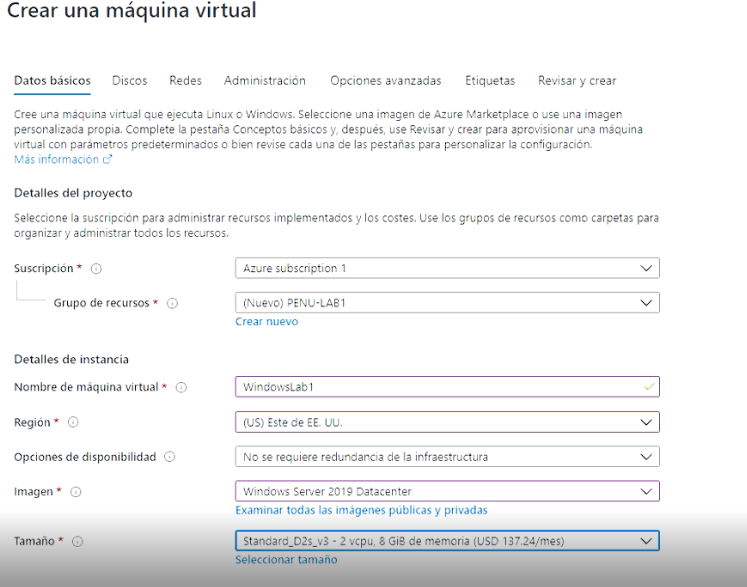 Crear una máquina virtual
Datos básicos Discos Redes Administración Opciones avanzadas Etiquetas Revisar y crear
Cree una máquina virtual que ejecuta Linux o Windows. Seleccione una imagen de Azure Marketplace o use una imagen
personalizada propia. Complete la pestaña Conceptos básicos y, después, use Revisar y crear para aprovisionar una máquina
virtual con parámetros predeterminados o bien revise cada una de las pestañas para personalizar la configuración.
Más información
Detalles del proyecto
Seleccione la suscripción para administrar recursos implementados y los costes. Use los grupos de recursos como carpetas para
organizar y administrar todos los recursos.
Suscripción * Azure subscription 1
Grupo de recursos * (Nuevo) PENU-LAB1
Crear nuevo
Detalles de instancia
Nombre de máquina virtual * WindowsLab1
Región * (US) Este de EE. UU.
Opciones de disponibilidad No se requiere redundancia de la infraestructura
Imagen * Windows Server 2019 Datacenter
Examinar todas las imágenes públicas y privadas
Tamaño * Standard_D2s_v3 - 2 vcpu, 8 GiB de memoria (USD 137.24/mes)
Seleccionar tamaño